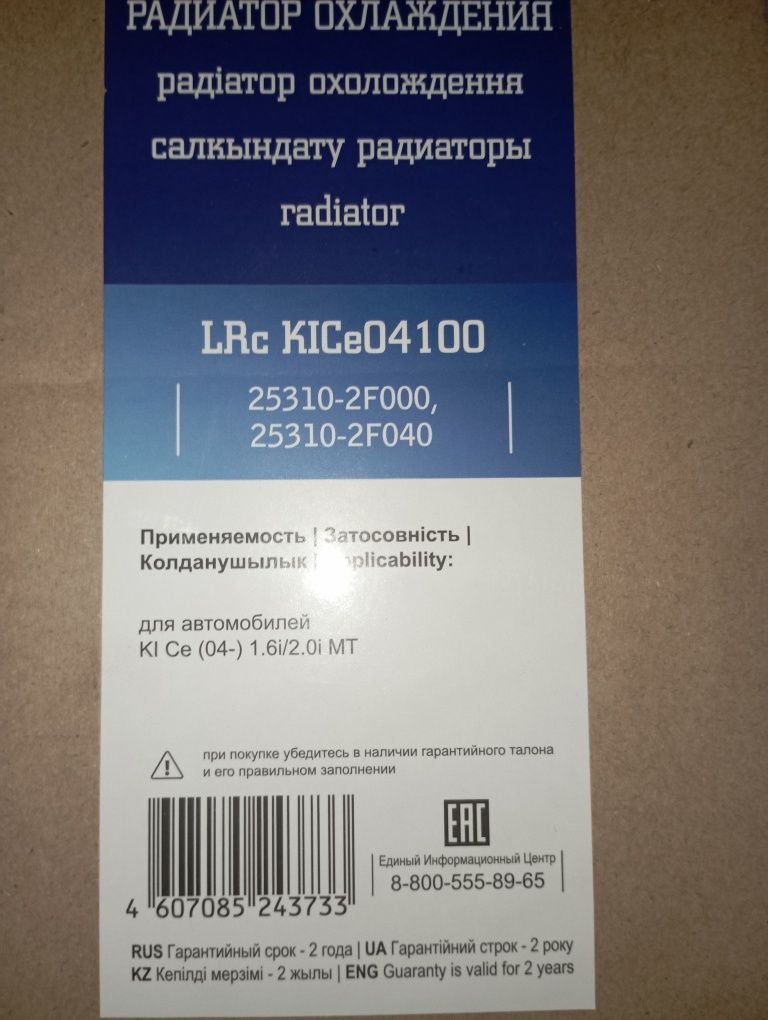 РАДИАТОР ОХЛАЖДЕНИЯ
радіатор охолодження
салкындату радиаторы
radiator
LRc KICe04100
25310-2F000,
25310-2F040
Применяемость | Затосовність |
Колданушылык | plicability:
для автомобилей
KI Ce (04-) 1.6i/2.0i MT
при покупке убедитесь в наличии гарантийного талона
и его правильном заполнении
EAC
Единый Информационный Центр
8-800-555-89-65
4 607085 243733
RUS Гарантийный срок - 2 года | UA Гарантійний строк - 2 року
KZ Кепілді мерзімі - 2 жылы | ENG Guaranty is valid for 2 years